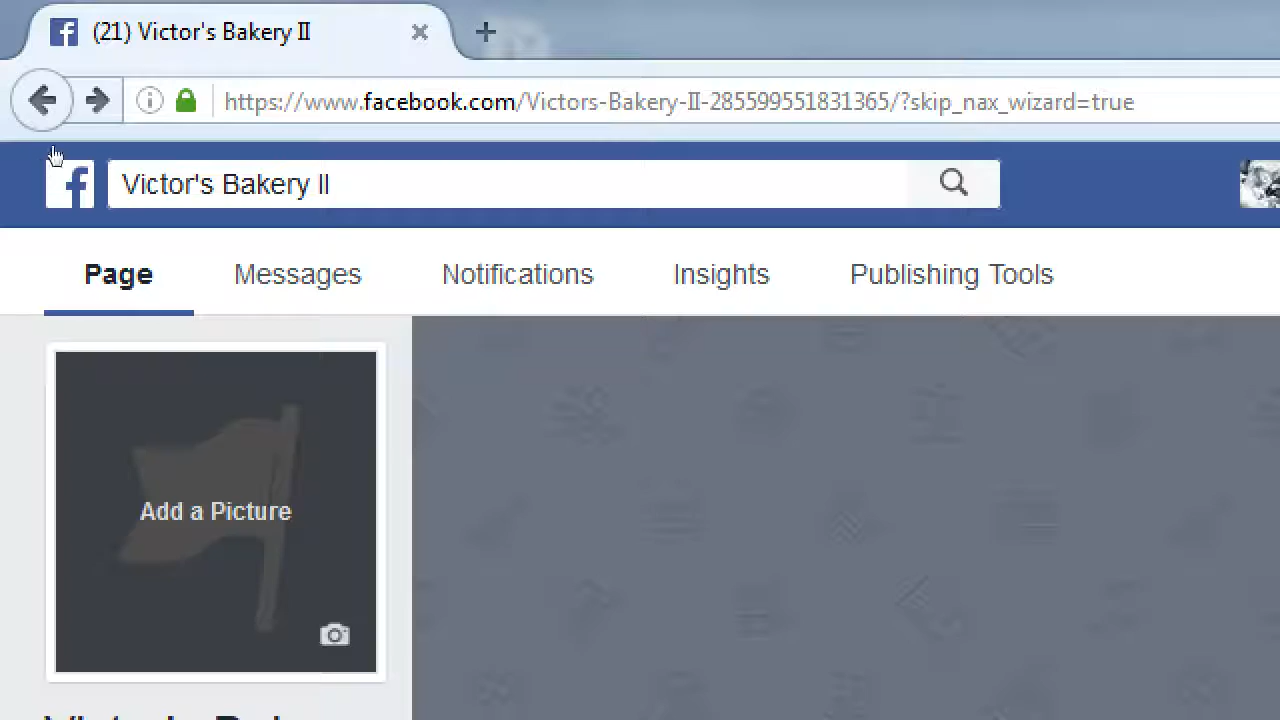 (21) Victor's Bakery II
https://www.facebook.com/Victors-Bakery-II-285599551831365/?skip_nax_wizard=true
Victor's Bakery II
Page Messages Notifications Insights Publishing Tools
Add a Picture